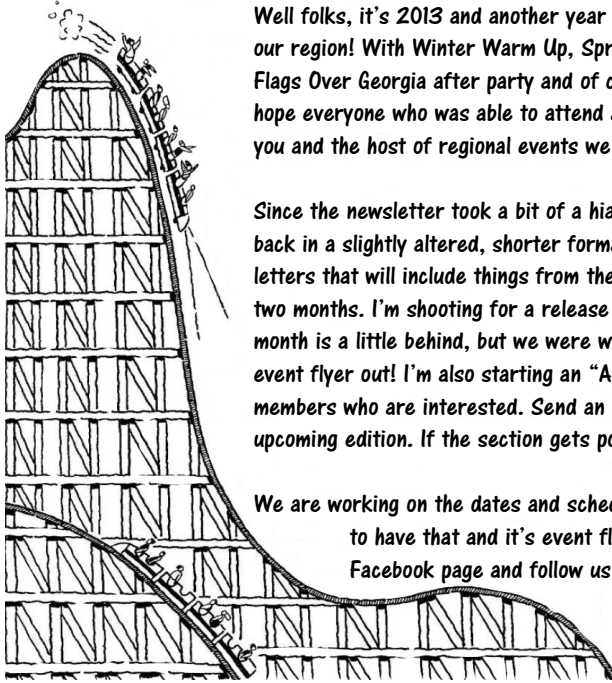 Well folks, it's 2013 and another year
our region! With Winter Warm Up, Spr
Flags Over Georgia after party and of c
hope everyone who was able to attend a
you and the host of regional events we
Since the newsletter took a bit of a hia
back in a slightly altered, shorter forma
letters that will include things from the
two months. I'm shooting for a release
month is a little behind, but we were w
event flyer out! I'm also starting an "A
members who are interested. Send an
upcoming edition. If the section gets po
We are working on the dates and sched
to have that and it's event fl
Facebook page and follow us